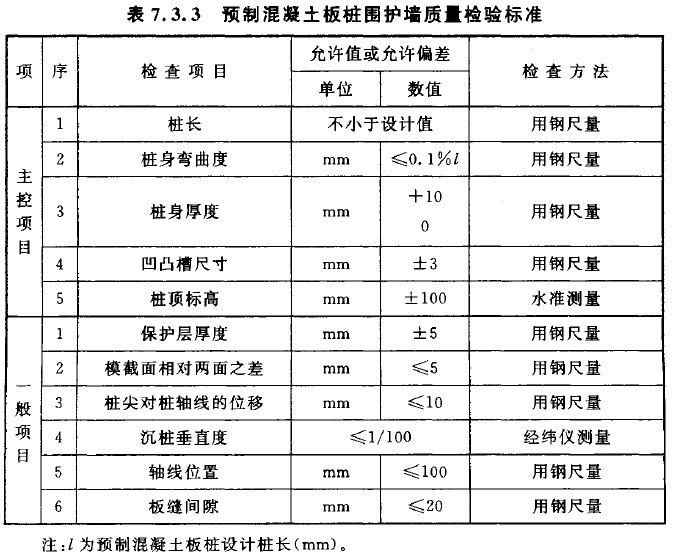 表 7.3.3 预制混凝土板桩围护墙质量检验标准
项 序 检查项目 允许值或允许偏差 检查方法
单位 数值
主控项目
1 桩长 不小于设计值 用钢尺量
2 桩身弯曲度 mm ≤0.1%l 用钢尺量
3 桩身厚度 mm +10 0 用钢尺量
4 凹凸槽尺寸 mm ±3 用钢尺量
5 桩顶标高 mm ±100 水准测量
一般项目
1 保护层厚度 mm ±5 用钢尺量
2 模截面相对两面之差 mm ≤5 用钢尺量
3 桩尖对桩轴线的位移 mm ≤10 用钢尺量
4 沉桩垂直度 ≤1/100 经纬仪测量
5 轴线位置 mm ≤100 用钢尺量
6 板缝间隙 mm ≤20 用钢尺量
注:l 为预制混凝土板桩设计桩长(mm)。